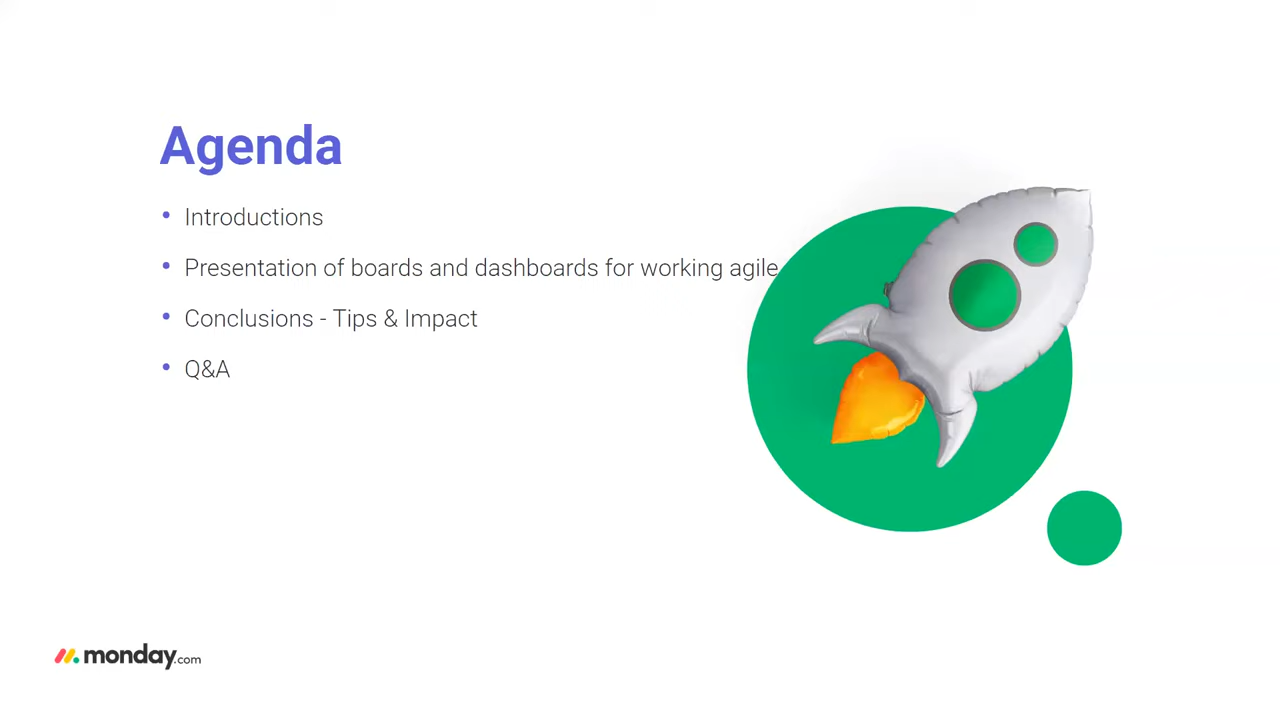 Agenda
• Introductions
• Presentation of boards and dashboards for working agile
• Conclusions - Tips & Impact
• Q&A
monday.com